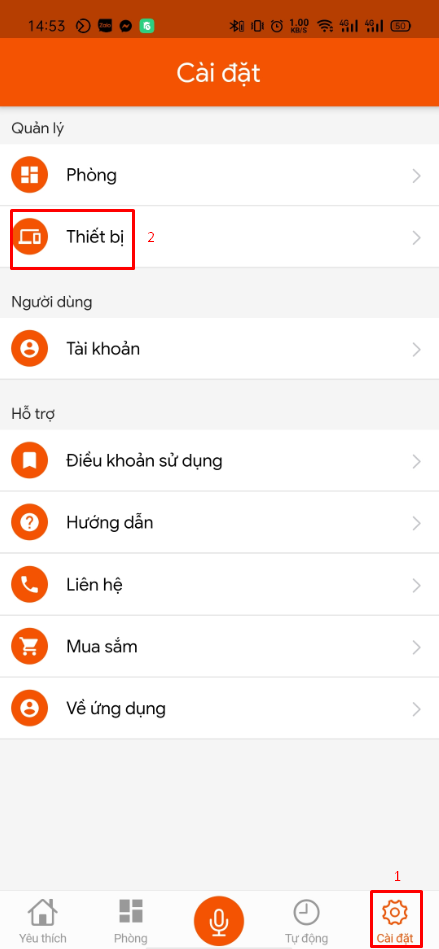 14:53 Zalo 1.00 KB/S 4G 4G 50
Cài đặt
Quản lý
Phòng
Thiết bị 2
Người dùng
Tài khoản
Hỗ trợ
Điều khoản sử dụng
Hướng dẫn
Liên hệ
Mua sắm
Về ứng dụng
1
Yêu thích Phòng Tự động Cài đặt